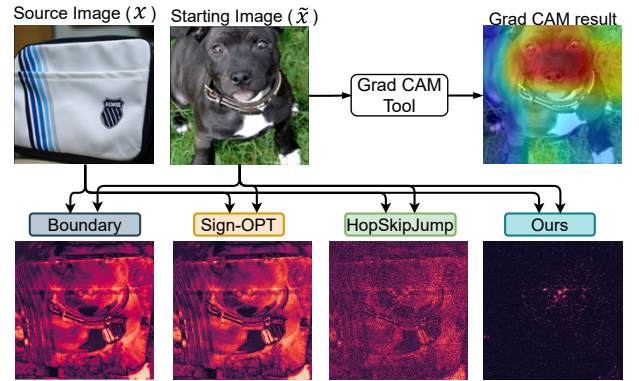 Source Image (x)
Starting Image (x̃)
Grad CAM result
Grad CAM
Tool
Boundary
Sign-OPT
HopSkipJump
Ours